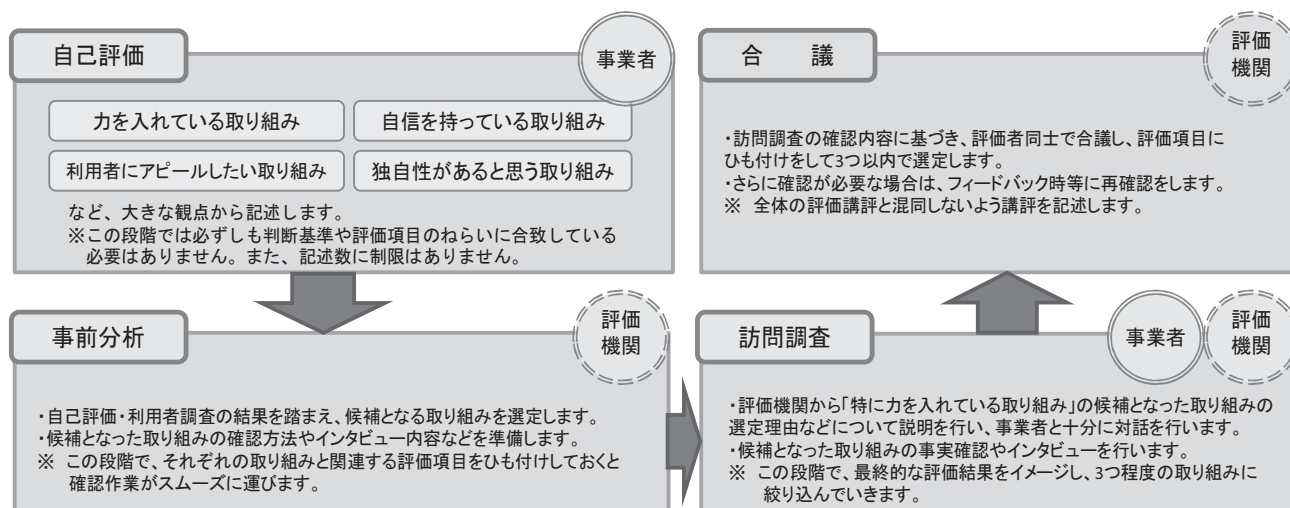 自己評価
事業者
力を入れている取り組み
自信を持っている取り組み
利用者にアピールしたい取り組み
独自性があると思う取り組み
など、大きな観点から記述します。
※この段階では必ずしも判断基準や評価項目のねらいに合致している
必要はありません。また、記述数に制限はありません。
事前分析
評価
機関
・自己評価・利用者調査の結果を踏まえ、候補となる取り組みを選定します。
・候補となった取り組みの確認方法やインタビュー内容などを準備します。
※ この段階で、それぞれの取り組みと関連する評価項目をひも付けしておくと
確認作業がスムーズに運びます。
訪問調査
事業者
評価
機関
・評価機関から「特に力を入れている取り組み」の候補となった取り組みの
選定理由などについて説明を行い、事業者と十分に対話を行います。
・候補となった取り組みの事実確認やインタビューを行います。
※ この段階で、最終的な評価結果をイメージし、3つ程度の取り組みに
絞り込んでいきます。
合 議
評価
機関
・訪問調査の確認内容に基づき、評価者同士で合議し、評価項目に
ひも付けをして3つ以内で選定します。
・さらに確認が必要な場合は、フィードバック時等に再確認をします。
※ 全体の評価講評と混同しないよう講評を記述します。